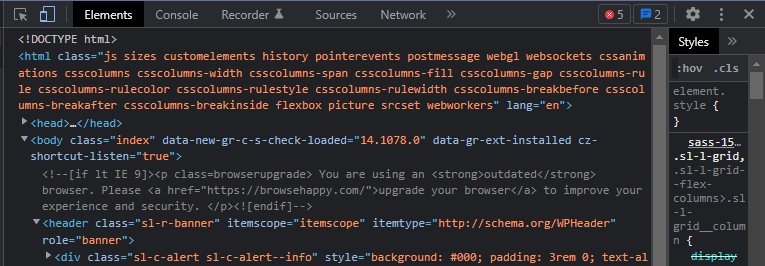 Elements Console Recorder Sources Network » 5 2
<!DOCTYPE html>
<html class="js sizes customelements history pointerevents postmessage webgl websockets cssanim
ations csscolumns csscolumns-width csscolumns-span csscolumns-fill csscolumns-gap csscolumns-ru
le csscolumns-rulecolor csscolumns-rulestyle csscolumns-rulewidth csscolumns-breakbefore csscol
umns-breakafter csscolumns-breakinside flexbox picture srcset webworkers" lang="en">
<head>…</head>
<body class="index" data-new-gr-c-s-check-loaded="14.1078.0" data-gr-ext-installed cz-
shortcut-listen="true">
<!--[if lt IE 9]><p class=browserupgrade> You are using an <strong>outdated</strong>
browser. Please <a href="https://browsehappy.com/">upgrade your browser</a> to improve your
experience and security. </p><![endif]-->
<header class="sl-r-banner" itemscope="itemscope" itemtype="http://schema.org/WPHeader"
role="banner">
<div class="sl-c-alert sl-c-alert--info" style="background: #000; padding: 3rem 0; text-al
Styles »
:hov .cls
element.
style {
}
sass-15…
.sl-l-grid,
.sl-l-grid-
-flex-
columns>.sl
-l-
grid__colum
n {
display